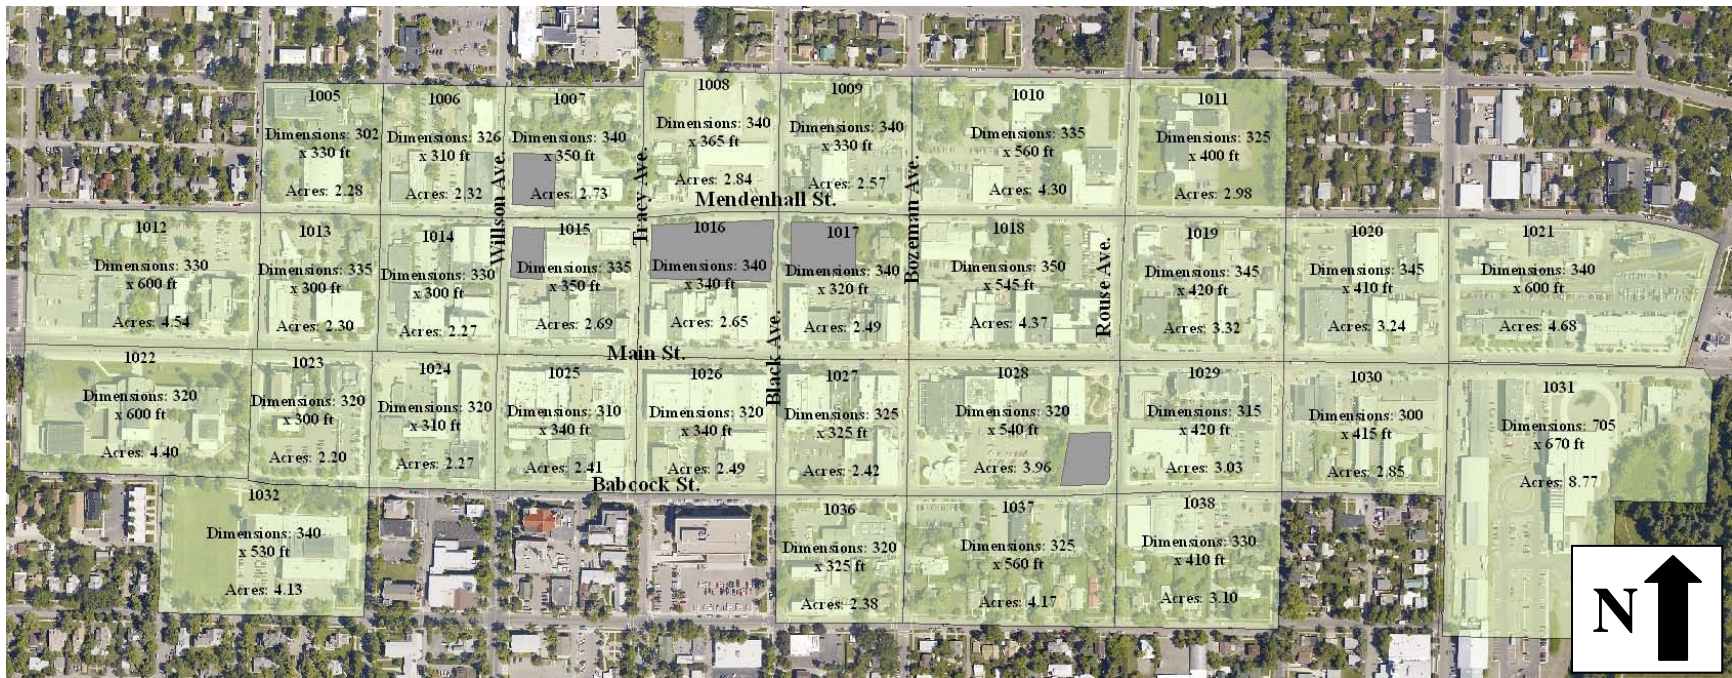 1005
Dimensions: 302
x 330 ft
Acres: 2.28
1006
Dimensions: 326
x 310 ft
Acres: 2.32
1007
Dimensions: 340
x 350 ft
Acres: 2.73
1008
Dimensions: 340
x 365 ft
Acres: 2.84
1009
Dimensions: 340
x 330 ft
Acres: 2.57
1010
Dimensions: 335
x 560 ft
Acres: 4.30
1011
Dimensions: 325
x 400 ft
Acres: 2.98
Willson Ave.
Tracy Ave.
Mendenhall St.
Bozeman Ave.
Rouse Ave.
Black Ave.
1012
Dimensions: 330
x 600 ft
Acres: 4.54
1013
Dimensions: 335
x 300 ft
Acres: 2.30
1014
Dimensions: 330
x 300 ft
Acres: 2.27
1015
Dimensions: 335
x 350 ft
Acres: 2.69
1016
Dimensions: 340
x 340 ft
Acres: 2.65
1017
Dimensions: 340
x 320 ft
Acres: 2.49
1018
Dimensions: 350
x 545 ft
Acres: 4.37
1019
Dimensions: 345
x 420 ft
Acres: 3.32
1020
Dimensions: 345
x 410 ft
Acres: 3.24
1021
Dimensions: 340
x 600 ft
Acres: 4.68
Main St.
1022
Dimensions: 320
x 600 ft
Acres: 4.40
1023
Dimensions: 320
x 300 ft
Acres: 2.20
1024
Dimensions: 320
x 310 ft
Acres: 2.27
1025
Dimensions: 310
x 340 ft
Acres: 2.41
1026
Dimensions: 320
x 340 ft
Acres: 2.49
1027
Dimensions: 325
x 325 ft
Acres: 2.42
1028
Dimensions: 320
x 540 ft
Acres: 3.96
1029
Dimensions: 315
x 420 ft
Acres: 3.03
1030
Dimensions: 300
x 415 ft
Acres: 2.85
1031
Dimensions: 705
x 670 ft
Acres: 8.77
Babcock St.
1032
Dimensions: 340
x 530 ft
Acres: 4.13
1036
Dimensions: 320
x 325 ft
Acres: 2.38
1037
Dimensions: 325
x 560 ft
Acres: 4.17
1038
Dimensions: 330
x 410 ft
Acres: 3.10
N